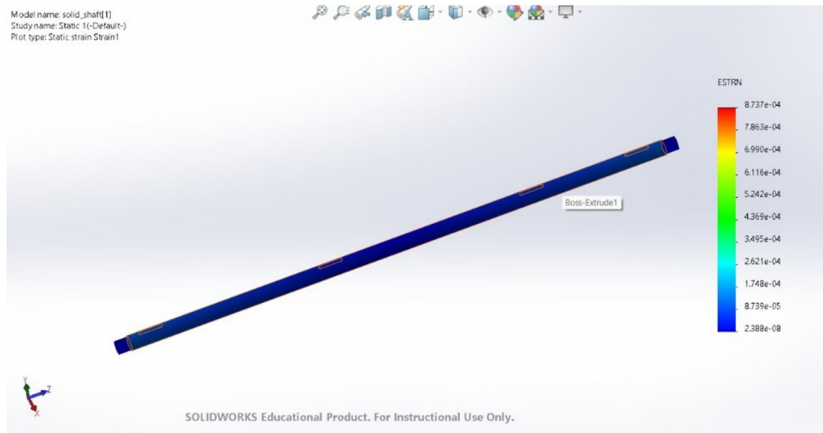 Model name: solid_shaft[1]
Study name: Static 1(-Default-)
Plot type: Static strain Strain1
ESTRN
8.737e-04
7.863e-04
6.990e-04
6.116e-04
5.242e-04
4.369e-04
3.495e-04
2.621e-04
1.748e-04
8.739e-05
2.388e-08
Boss-Extrude1
Y
Z
X
SOLIDWORKS Educational Product. For Instructional Use Only.